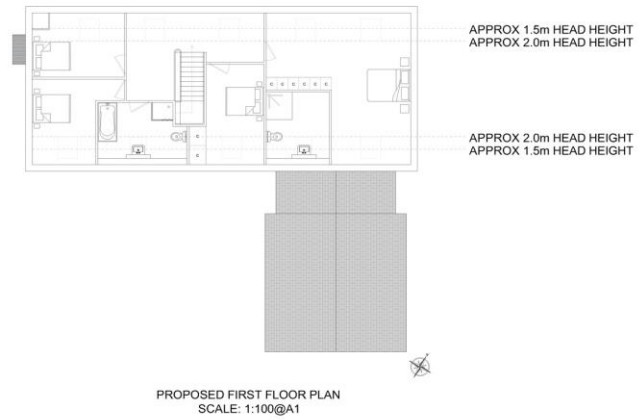 APPROX 1.5m HEAD HEIGHT
APPROX 2.0m HEAD HEIGHT
C C C C C C
APPROX 2.0m HEAD HEIGHT
C
APPROX 1.5m HEAD HEIGHT
C
PROPOSED FIRST FLOOR PLAN
SCALE: 1:100@A1